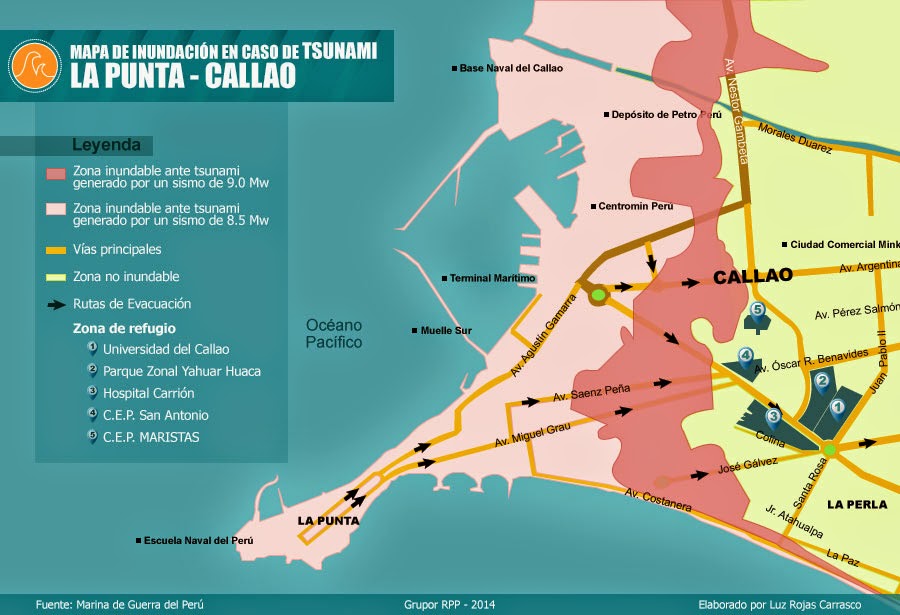 MAPA DE INUNDACIÓN EN CASO DE TSUNAMI
LA PUNTA - CALLAO
Leyenda
Zona inundable ante tsunami
generado por un sismo de 9.0 Mw
Zona inundable ante tsunami
generado por un sismo de 8.5 Mw
Vías principales
Zona no inundable
Rutas de Evacuación
Zona de refugio
1 Universidad del Callao
2 Parque Zonal Yahuar Huaca
3 Hospital Carrión
4 C.E.P. San Antonio
5 C.E.P. MARISTAS
Base Naval del Callao
Depósito de Petro Perú
Av. Nestor Gambeta
Morales Duarez
Centromin Perú
Ciudad Comercial Mink
Terminal Marítimo
CALLAO
Av. Argentina
Océano
Pacífico
Muelle Sur
Av. Agustín Gamarra
5
Av. Pérez Salmón
Juan Pablo II
4
Av. Óscar R. Benavides
2
Av. Saenz Peña
3
1
Av. Miguel Grau
Colina
José Gálvez
Santa Rosa
Av. Costanera
LA PERLA
LA PUNTA
Jr. Atahualpa
Escuela Naval del Perú
La Paz
Fuente: Marina de Guerra del Perú
Grupor RPP - 2014
Elaborado por Luz Rojas Carrasco